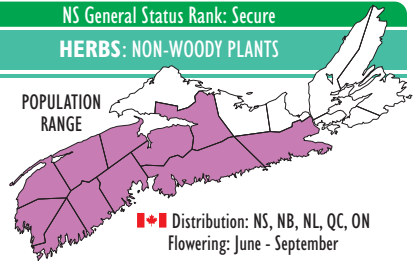 NS General Status Rank: Secure
HERBS: NON-WOODY PLANTS
POPULATION
RANGE
Distribution: NS, NB, NL, QC, ON
Flowering: June - September